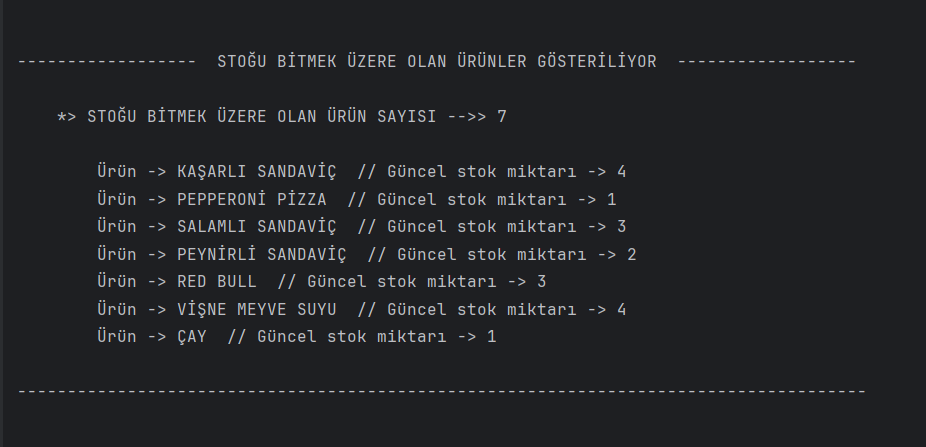 ------------------  STOĞU BİTMEK ÜZERE OLAN ÜRÜNLER GÖSTERİLİYOR  ------------------
*> STOĞU BİTMEK ÜZERE OLAN ÜRÜN SAYISI -->> 7
Ürün -> KAŞARLI SANDAVİÇ  // Güncel stok miktarı -> 4
Ürün -> PEPPERONİ PİZZA  // Güncel stok miktarı -> 1
Ürün -> SALAMLI SANDAVİÇ  // Güncel stok miktarı -> 3
Ürün -> PEYNİRLİ SANDAVİÇ  // Güncel stok miktarı -> 2
Ürün -> RED BULL  // Güncel stok miktarı -> 3
Ürün -> VİŞNE MEYVE SUYU  // Güncel stok miktarı -> 4
Ürün -> ÇAY  // Güncel stok miktarı -> 1
-------------------------------------------------------------------------------------